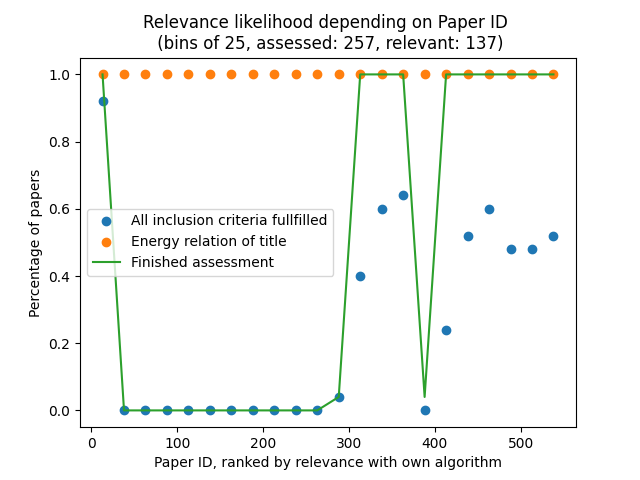 Relevance likelihood depending on Paper ID
(bins of 25, assessed: 257, relevant: 137)
1.0
0.8
0.6
0.4
0.2
0.0
Percentage of papers
All inclusion criteria fullfilled
Energy relation of title
Finished assessment
0 100 200 300 400 500
Paper ID, ranked by relevance with own algorithm